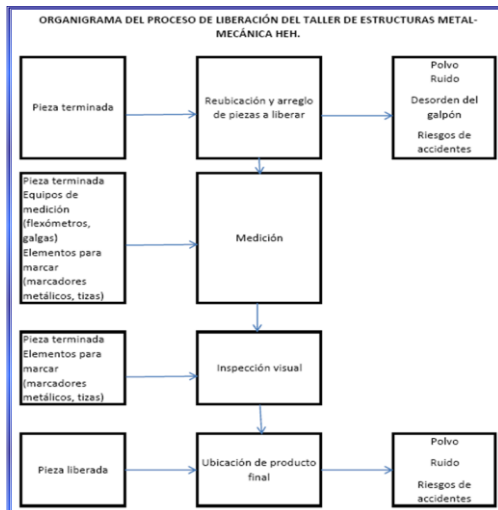 ORGANIGRAMA DEL PROCESO DE LIBERACIÓN DEL TALLER DE ESTRUCTURAS METAL-
MECÁNICA HEH.
Pieza terminada
Reubicación y arreglo
de piezas a liberar
Polvo
Ruido
Desorden del
galpón
Riesgos de
accidentes
Pieza terminada
Equipos de
medición
(flexómetros,
galgas)
Elementos para
marcar
(marcadores
metálicos, tizas)
Medición
Pieza terminada
Elementos para
marcar
(marcadores
metálicos, tizas)
Inspección visual
Pieza liberada
Ubicación de producto
final
Polvo
Ruido
Riesgos de
accidentes